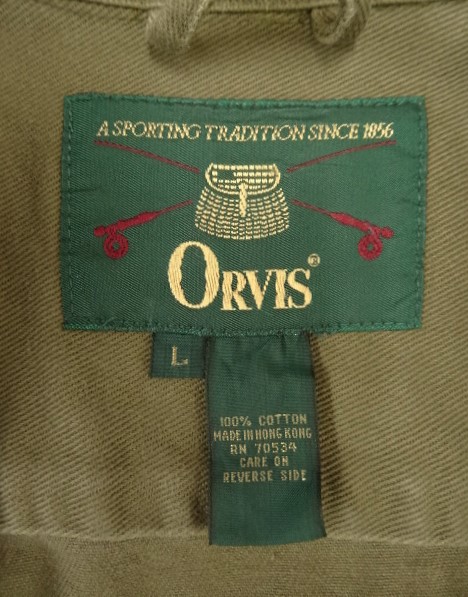 A SPORTING TRADITION SINCE 1856
ORVIS®
L
100% COTTON
MADE IN HONG KONG
RN 70534
CARE ON
REVERSE SIDE